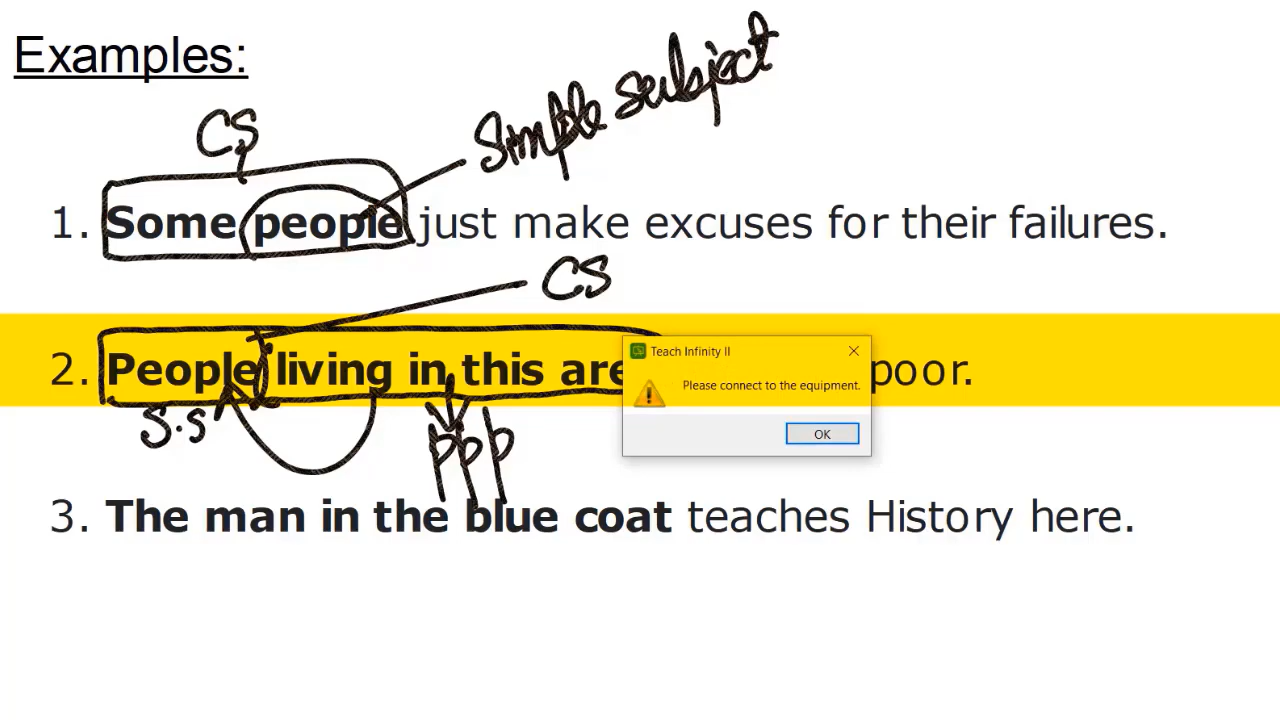 Examples:
CS
Simple subject
1. Some people just make excuses for their failures.
CS
2. People living in this are poor.
Teach Infinity II
Please connect to the equipment.
OK
S.S
PPP
3. The man in the blue coat teaches History here.